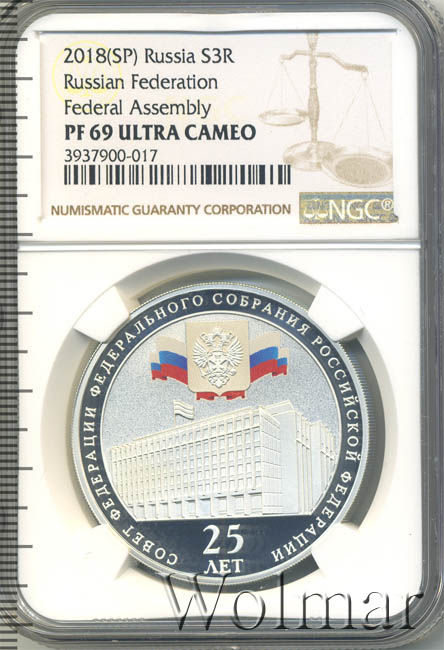 2018(SP) Russia S3R
Russian Federation
Federal Assembly
PF 69 ULTRA CAMEO
3937900-017
NUMISMATIC GUARANTY CORPORATION
NGC®
СОВЕТ ФЕДЕРАЦИИ ФЕДЕРАЛЬНОГО СОБРАНИЯ РОССИЙСКОЙ ФЕДЕРАЦИИ
25
ЛЕТ
Wolmar